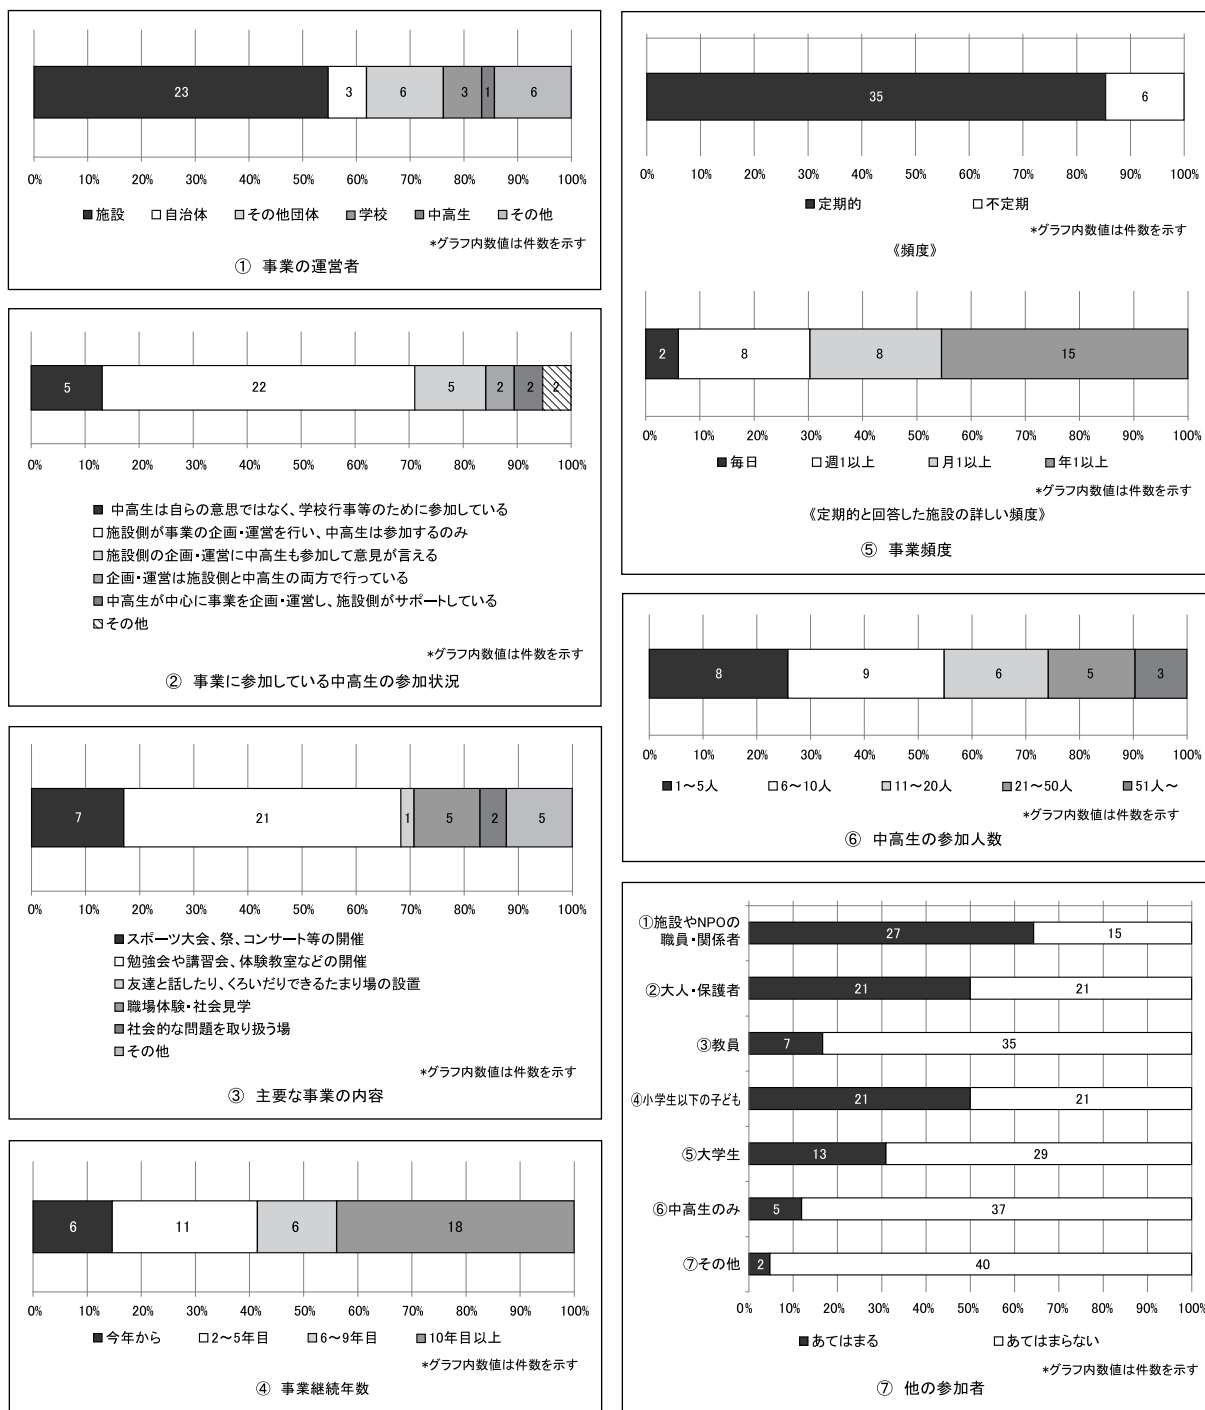 23 3 6 3 1 6
0% 10% 20% 30% 40% 50% 60% 70% 80% 90% 100%
■施設 □自治体 □その他団体 ■学校 ■中高生 ■その他
*グラフ内数値は件数を示す
① 事業の運営者
5 22 5 2 2 2
0% 10% 20% 30% 40% 50% 60% 70% 80% 90% 100%
■ 中高生は自らの意思ではなく、学校行事等のために参加している
□施設側が事業の企画・運営を行い、中高生は参加するのみ
□施設側の企画・運営に中高生も参加して意見が言える
■企画・運営は施設側と中高生の両方で行っている
■中高生が中心に事業を企画・運営し、施設側がサポートしている
その他
*グラフ内数値は件数を示す
② 事業に参加している中高生の参加状況
7 21 1 5 2 5
0% 10% 20% 30% 40% 50% 60% 70% 80% 90% 100%
■スポーツ大会、祭、コンサート等の開催
□勉強会や講習会、体験教室などの開催
□友達と話したり、くろいだりできるたまり場の設置
■職場体験・社会見学
■社会的な問題を取り扱う場
■その他
*グラフ内数値は件数を示す
③ 主要な事業の内容
6 11 6 18
0% 10% 20% 30% 40% 50% 60% 70% 80% 90% 100%
■今年から □2～5年目 □6～9年目 ■10年目以上
*グラフ内数値は件数を示す
④ 事業継続年数
35 6
0% 10% 20% 30% 40% 50% 60% 70% 80% 90% 100%
■定期的 □不定期
*グラフ内数値は件数を示す
《頻度》
2 8 8 15
0% 10% 20% 30% 40% 50% 60% 70% 80% 90% 100%
■毎日 □週1以上 □月1以上 ■年1以上
*グラフ内数値は件数を示す
《定期的と回答した施設の詳しい頻度》
⑤ 事業頻度
8 9 6 5 3
0% 10% 20% 30% 40% 50% 60% 70% 80% 90% 100%
■1～5人 □6～10人 □11～20人 ■21～50人 ■51人～
*グラフ内数値は件数を示す
⑥ 中高生の参加人数
①施設やNPOの
職員・関係者 27 15
②大人・保護者 21 21
③教員 7 35
④小学生以下の子ども 21 21
⑤大学生 13 29
⑥中高生のみ 5 37
⑦その他 2 40
0% 10% 20% 30% 40% 50% 60% 70% 80% 90% 100%
■あてはまる □あてはまらない
*グラフ内数値は件数を示す
⑦ 他の参加者